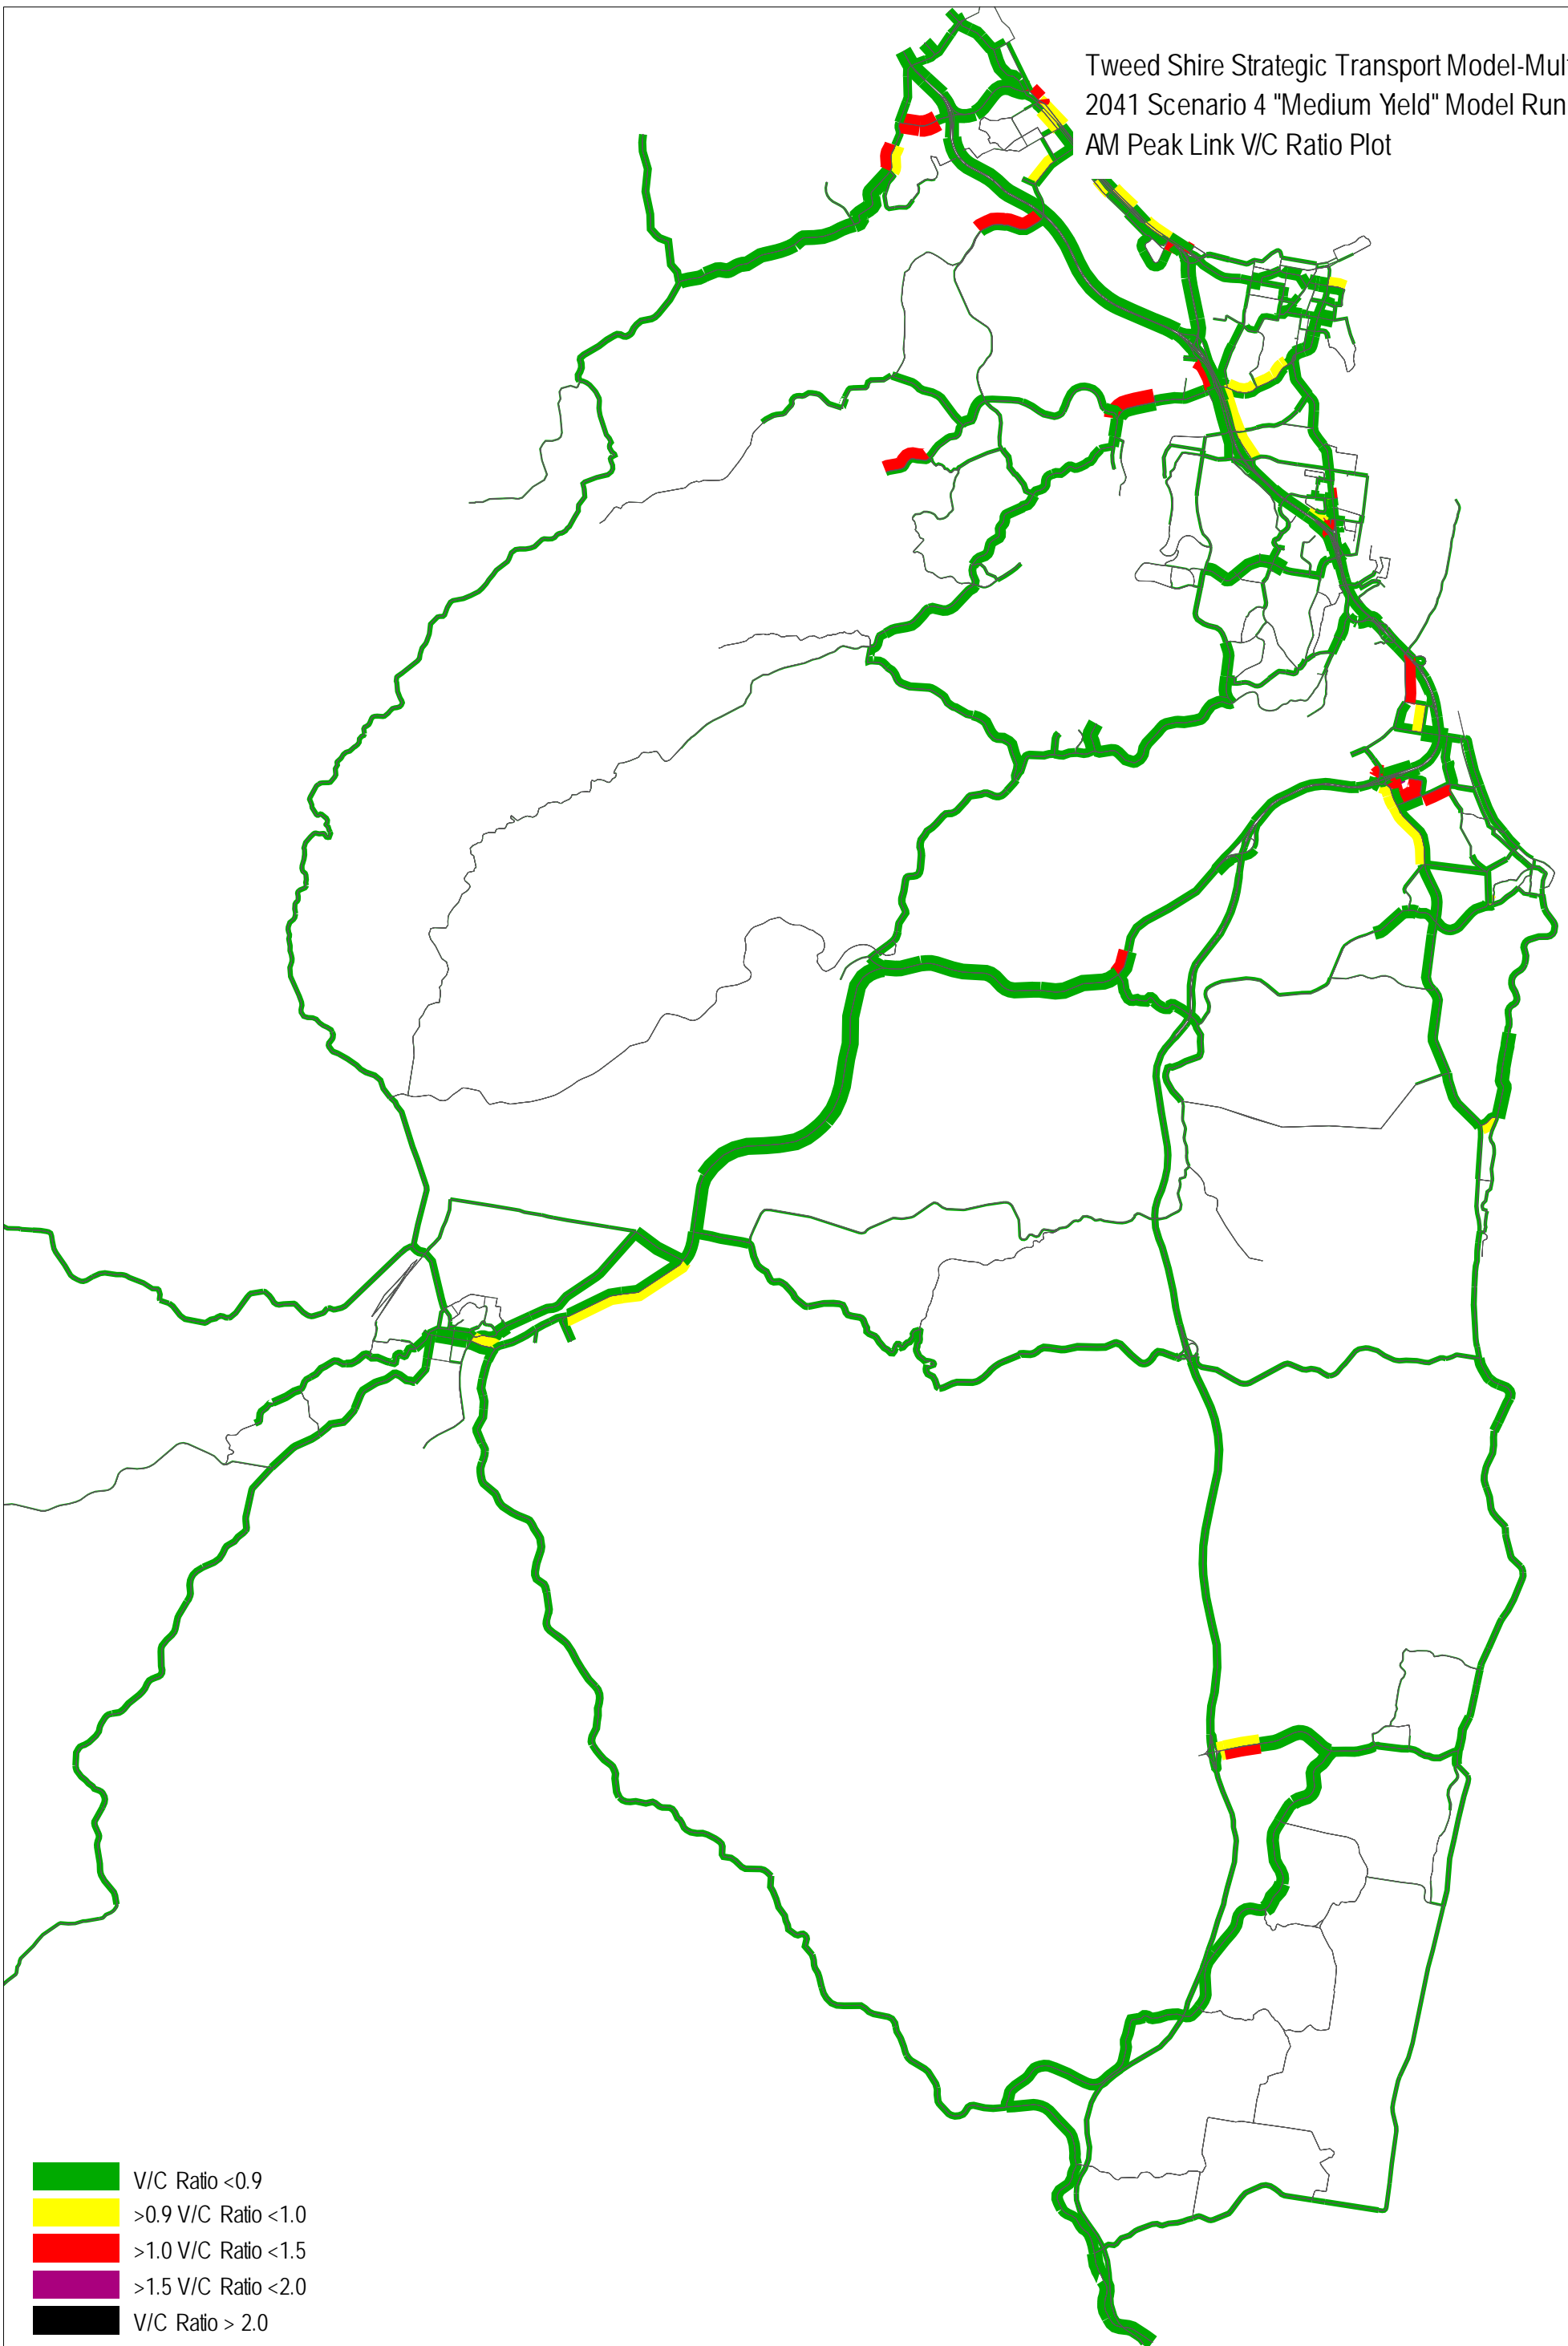 Tweed Shire Strategic Transport Model-Mul
2041 Scenario 4 "Medium Yield" Model Run
AM Peak Link V/C Ratio Plot
V/C Ratio <0.9
>0.9 V/C Ratio <1.0
>1.0 V/C Ratio <1.5
>1.5 V/C Ratio <2.0
V/C Ratio > 2.0